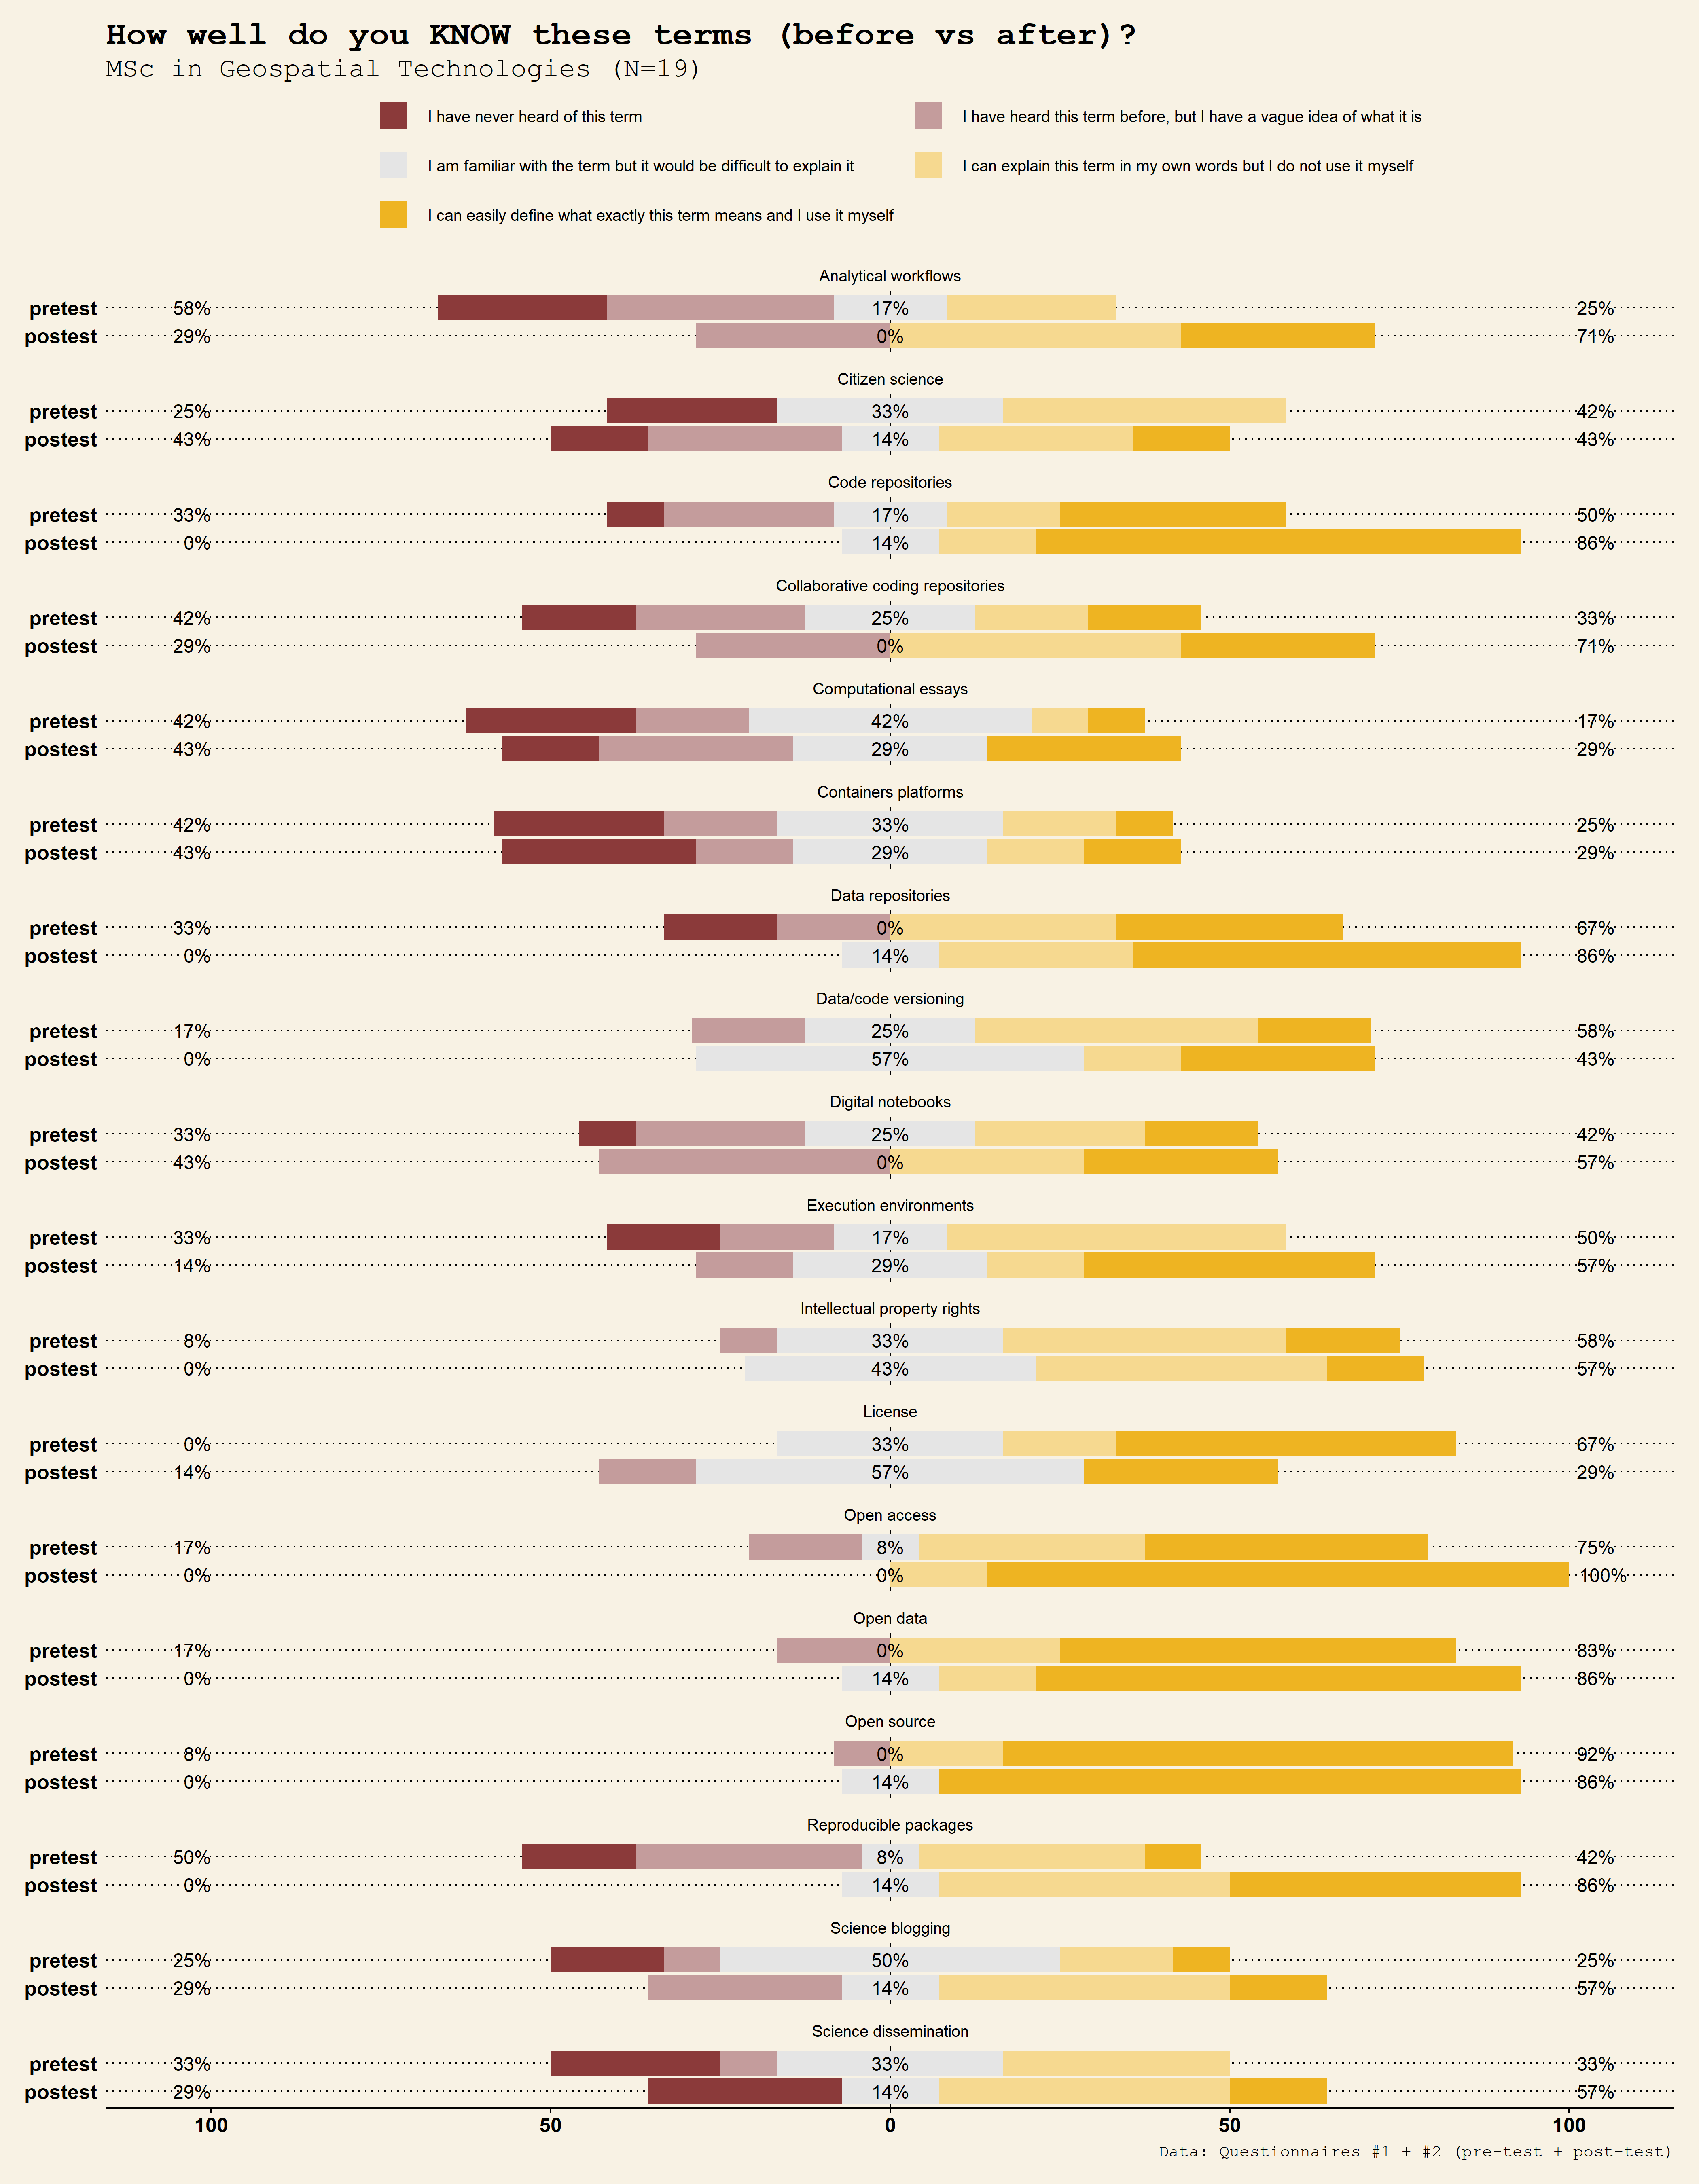 How well do you KNOW these terms (before vs after)?
MSc in Geospatial Technologies (N=19)
I have never heard of this term
I have heard this term before, but I have a vague idea of what it is
I am familiar with the term but it would be difficult to explain it
I can explain this term in my own words but I do not use it myself
I can easily define what exactly this term means and I use it myself
Analytical workflows
pretest 58% 17% 25%
postest 29% 0% 71%
Citizen science
pretest 25% 33% 42%
postest 43% 14% 43%
Code repositories
pretest 33% 17% 50%
postest 0% 14% 86%
Collaborative coding repositories
pretest 42% 25% 33%
postest 29% 0% 71%
Computational essays
pretest 42% 42% 17%
postest 43% 29% 29%
Containers platforms
pretest 42% 33% 25%
postest 43% 29% 29%
Data repositories
pretest 33% 0% 67%
postest 0% 14% 86%
Data/code versioning
pretest 17% 25% 58%
postest 0% 57% 43%
Digital notebooks
pretest 33% 25% 42%
postest 43% 0% 57%
Execution environments
pretest 33% 17% 50%
postest 14% 29% 57%
Intellectual property rights
pretest 8% 33% 58%
postest 0% 43% 57%
License
pretest 0% 33% 67%
postest 14% 57% 29%
Open access
pretest 17% 8% 75%
postest 0% 0% 100%
Open data
pretest 17% 0% 83%
postest 0% 14% 86%
Open source
pretest 8% 0% 92%
postest 0% 14% 86%
Reproducible packages
pretest 50% 8% 42%
postest 0% 14% 86%
Science blogging
pretest 25% 50% 25%
postest 29% 14% 57%
Science dissemination
pretest 33% 33% 33%
postest 29% 14% 57%
100 50 0 50 100
Data: Questionnaires #1 + #2 (pre-test + post-test)